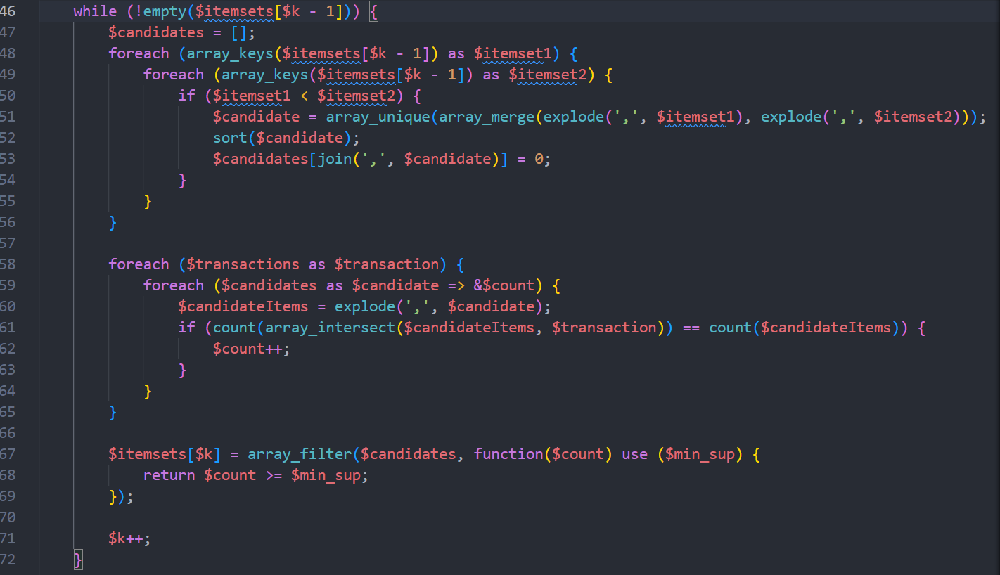 46 while (!empty($itemsets[$k - 1])) {
47 $candidates = [];
48 foreach (array_keys($itemsets[$k - 1]) as $itemset1) {
49 foreach (array_keys($itemsets[$k - 1]) as $itemset2) {
50 if ($itemset1 < $itemset2) {
51 $candidate = array_unique(array_merge(explode(',', $itemset1), explode(',', $itemset2)));
52 sort($candidate);
53 $candidates[join(',', $candidate)] = 0;
54 }
55 }
56 }
57
58 foreach ($transactions as $transaction) {
59 foreach ($candidates as $candidate => &$count) {
60 $candidateItems = explode(',', $candidate);
61 if (count(array_intersect($candidateItems, $transaction)) == count($candidateItems)) {
62 $count++;
63 }
64 }
65 }
66
67 $itemsets[$k] = array_filter($candidates, function($count) use ($min_sup) {
68 return $count >= $min_sup;
69 });
70
71 $k++;
72 }